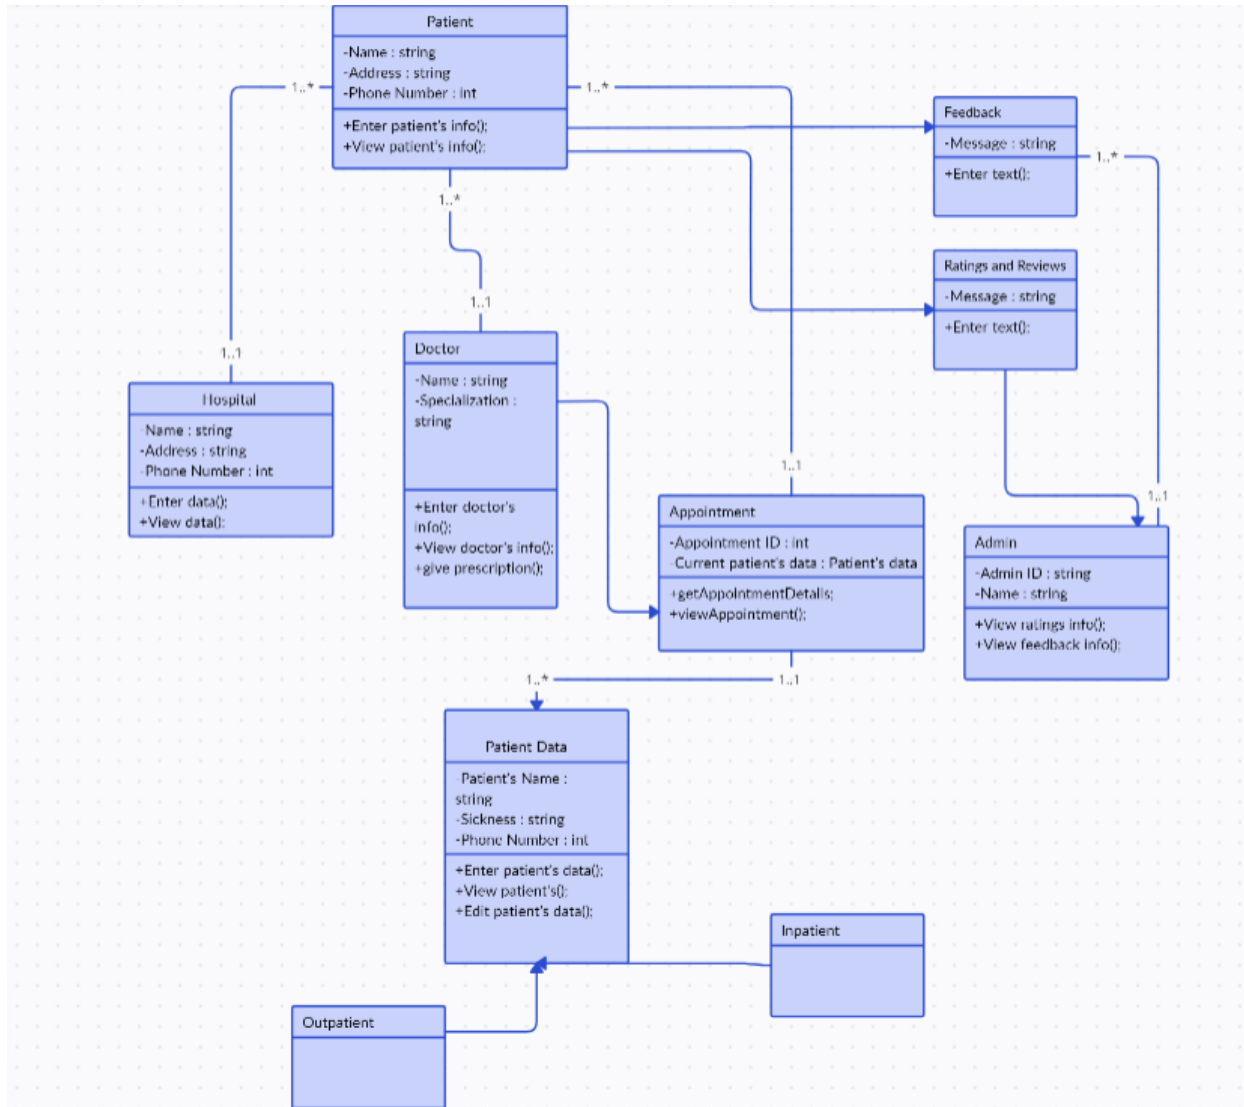 Patient
-Name : string
-Address : string
-Phone Number : int
+Enter patient's info();
+View patient's info():
1..*
1..*
1..*
1..1
1..1
Feedback
-Message : string
+Enter text():
1..*
Ratings and Reviews
-Message : string
+Enter text():
Doctor
-Name : string
-Specialization :
string
+Enter doctor's
info();
+View doctor's info();
+give prescription();
Hospital
-Name : string
-Address : string
-Phone Number : int
+Enter data();
+View data():
1..1
1..1
Appointment
-Appointment ID : int
-Current patient's data : Patient's data
+getAppointmentDetails;
+viewAppointment();
Admin
-Admin ID : string
-Name : string
+View ratings info();
+View feedback info();
1..*
1..1
Patient Data
-Patient's Name :
string
-Sickness : string
-Phone Number : int
+Enter patient's data();
+View patient's();
+Edit patient's data();
Inpatient
Outpatient